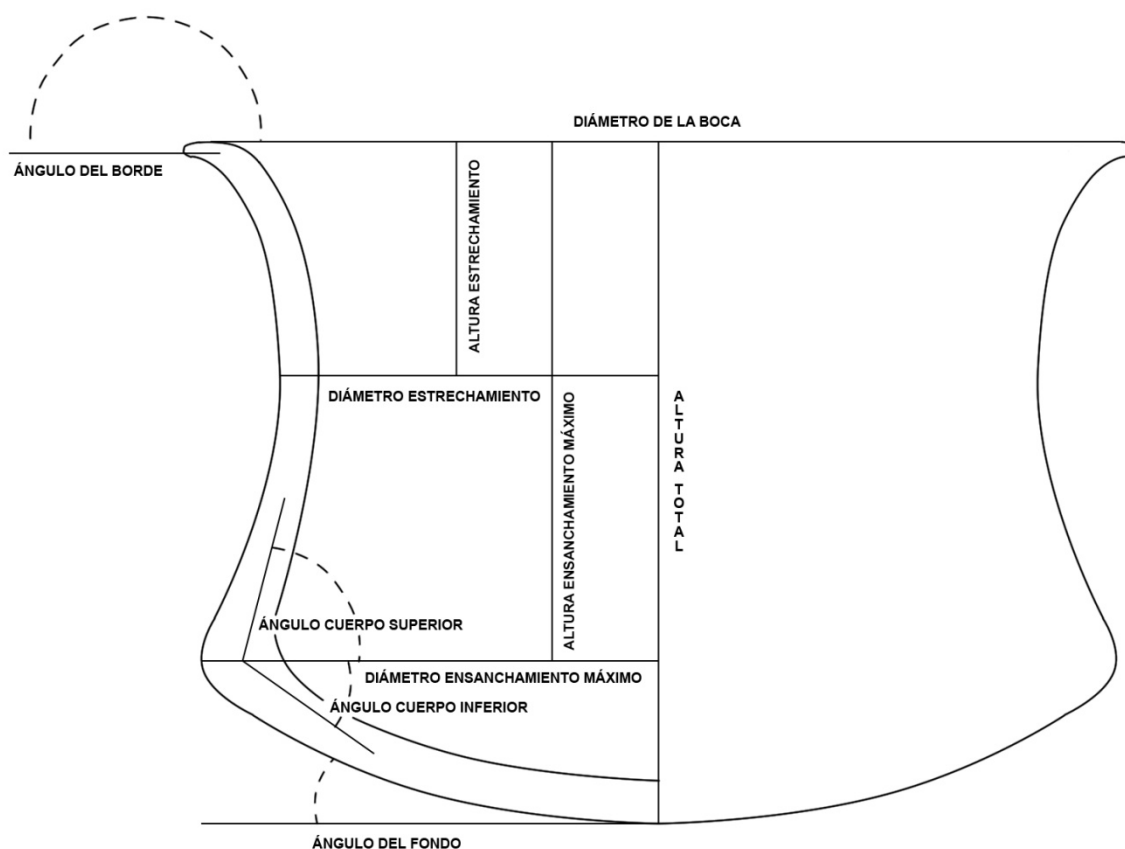 DIÁMETRO DE LA BOCA
ÁNGULO DEL BORDE
ALTURA ESTRECHAMIENTO
DIÁMETRO ESTRECHAMIENTO
ALTURA ENSANCHAMIENTO MÁXIMO
ALTURA TOTAL
ÁNGULO CUERPO SUPERIOR
DIÁMETRO ENSANCHAMIENTO MÁXIMO
ÁNGULO CUERPO INFERIOR
ÁNGULO DEL FONDO